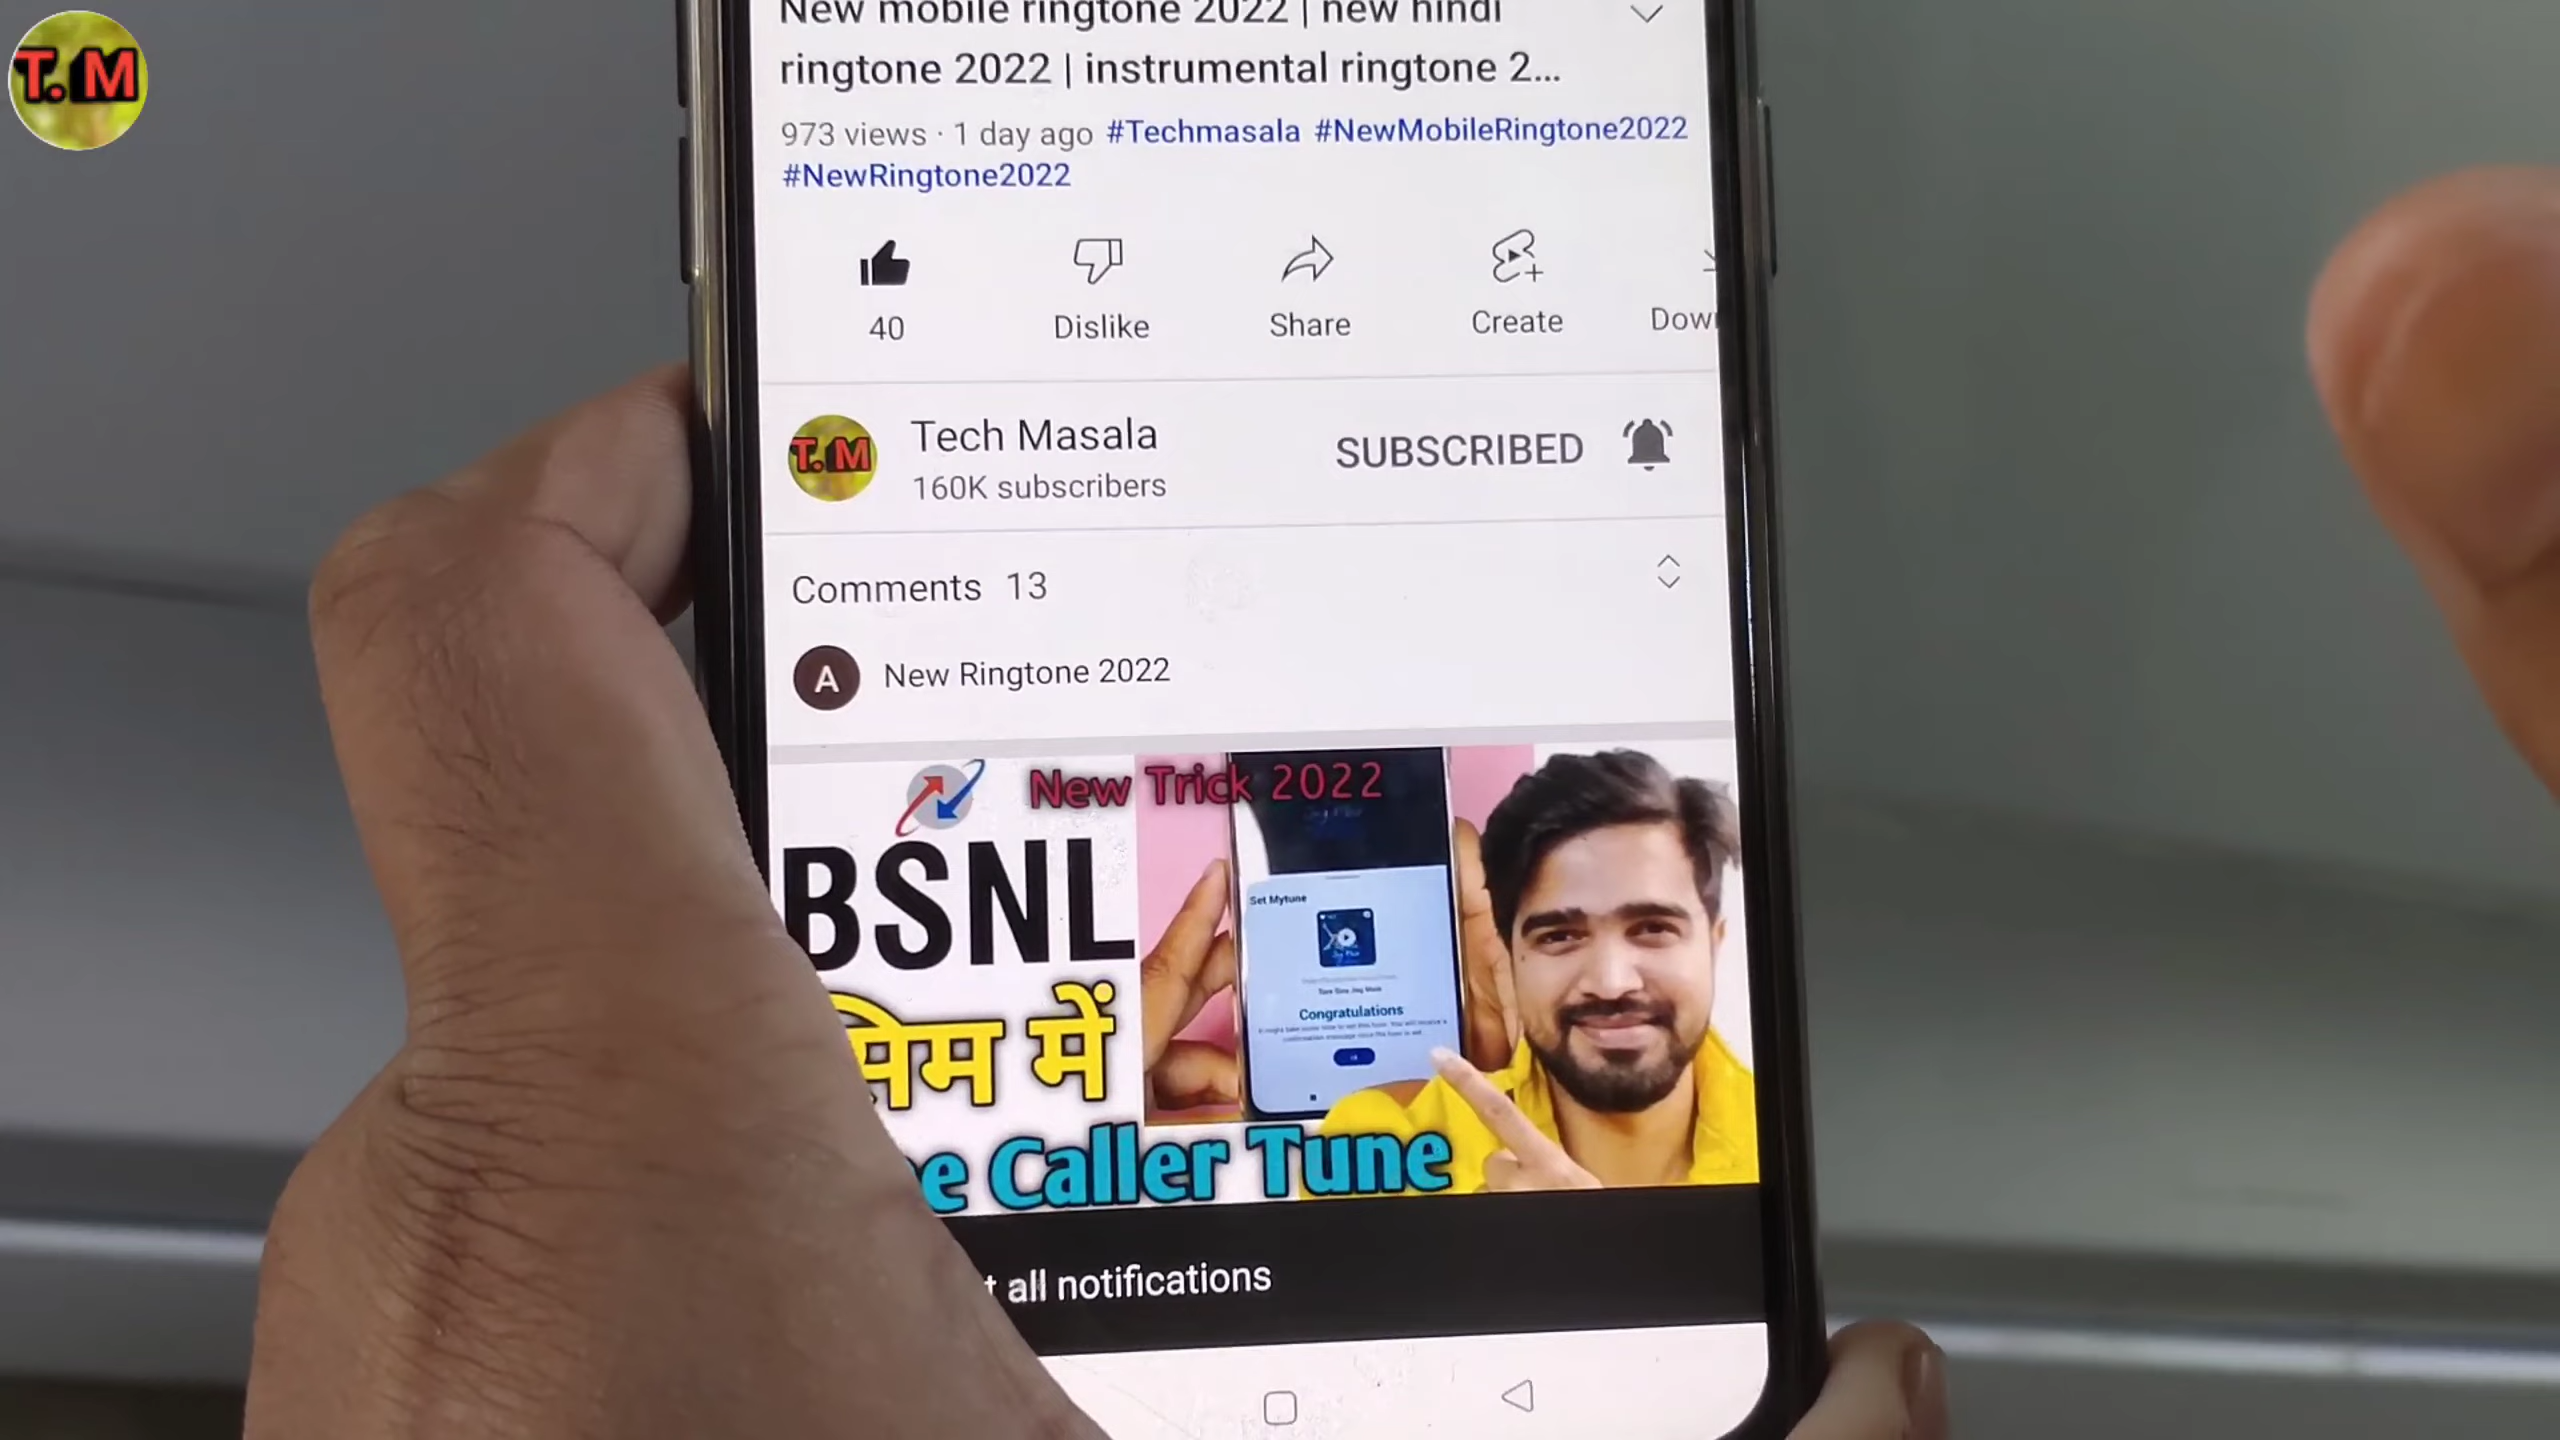 T.M
New mobile ringtone 2022 | new hindi
ringtone 2022 | instrumental ringtone 2...
973 views · 1 day ago #Techmasala #NewMobileRingtone2022
#NewRingtone2022
40
Dislike
Share
Create
Dow
T.M
Tech Masala
160K subscribers
SUBSCRIBED
Comments 13
A
New Ringtone 2022
New Trick 2022
BSNL
सिम में
e Caller Tune
Set Mytune
Congratulations
t all notifications